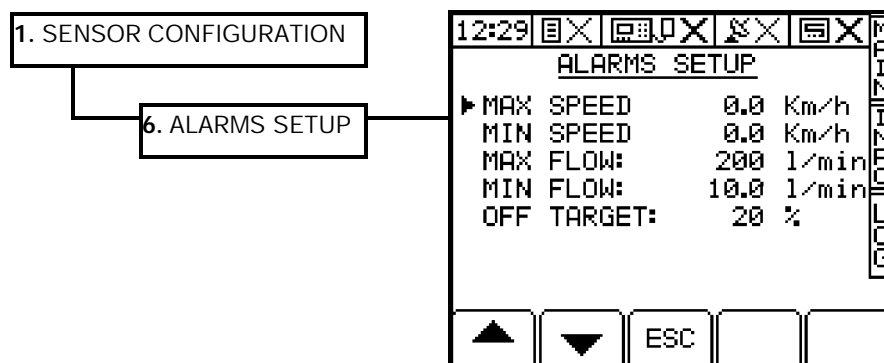 1. SENSOR CONFIGURATION
6. ALARMS SETUP
12:29
ALARMS SETUP
MAX SPEED 0.0 Km/h
MIN SPEED 0.0 Km/h
MAX FLOW: 200 l/min
MIN FLOW: 10.0 l/min
OFF TARGET: 20 %
ESC